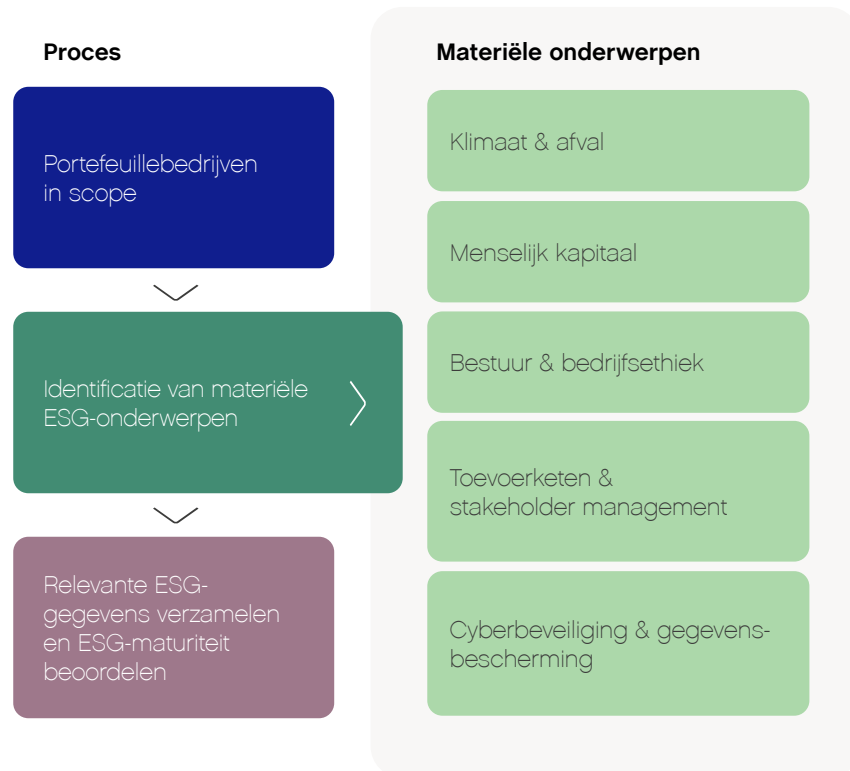 Proces
Portefeuillebedrijven
in scope
Identificatie van materiële
ESG-onderwerpen
Relevante ESG-
gegevens verzamelen
en ESG-maturiteit
beoordelen
Materiële onderwerpen
Klimaat & afval
Menselijk kapitaal
Bestuur & bedrijfsethiek
Toevoerketen &
stakeholder management
Cyberbeveiliging & gegevens-
bescherming